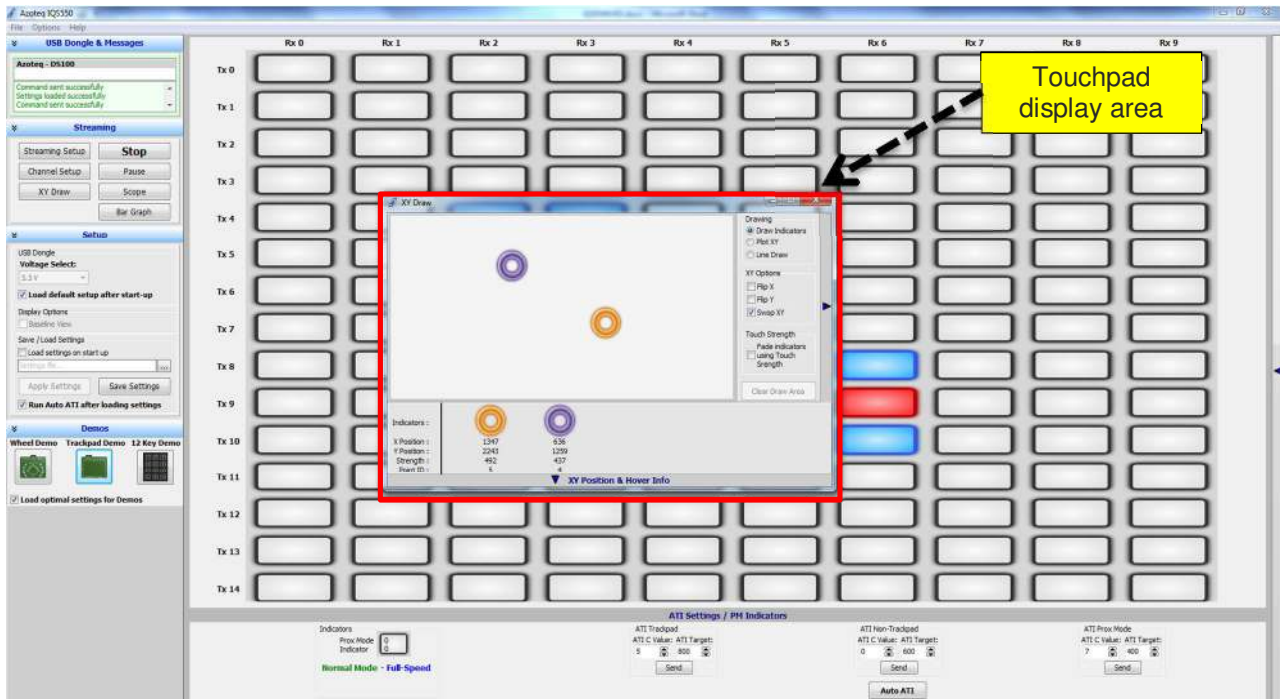 Azoteq IQS550
File Options Help
USB Dongle & Messages
Azoteq - DS100
Command sent successfully
Settings loaded successfully
Command sent successfully
Streaming
Streaming Setup Stop
Channel Setup Pause
XY Draw Scope
Bar Graph
Setup
USB Dongle
Voltage Select:
3.3 V
Load default setup after start-up
Display Options
Baseline View
Save / Load Settings
Load settings on start up
Settings file... ...
Apply Settings Save Settings
Run Auto ATI after loading settings
Demos
Wheel Demo Trackpad Demo 12 Key Demo
Load optimal settings for Demos
Rx 0 Rx 1 Rx 2 Rx 3 Rx 4 Rx 5 Rx 6 Rx 7 Rx 8 Rx 9
Tx 0
Tx 1
Tx 2
Tx 3
Tx 4
Tx 5
Tx 6
Tx 7
Tx 8
Tx 9
Tx 10
Tx 11
Tx 12
Tx 13
Tx 14
Touchpad
display area
XY Draw
Drawing
Draw Indicators
Plot XY
Line Draw
XY Options
Flip X
Flip Y
Swap XY
Touch Strength
Fade indicators
using Touch
Srength
Clear Draw Area
Indicators :
X Position : 1347 636
Y Position : 2243 1259
Strength : 492 437
Point ID : 5 4
XY Position & Hover Info
ATI Settings / PM Indicators
Indicators
Prox Mode 0
Indicator 0
Normal Mode - Full-Speed
ATI Trackpad
ATI C Value: ATI Target:
5 800
Send
ATI Non-Trackpad
ATI C Value: ATI Target:
0 600
Send
Auto ATI
ATI Prox Mode
ATI C Value: ATI Target:
7 400
Send